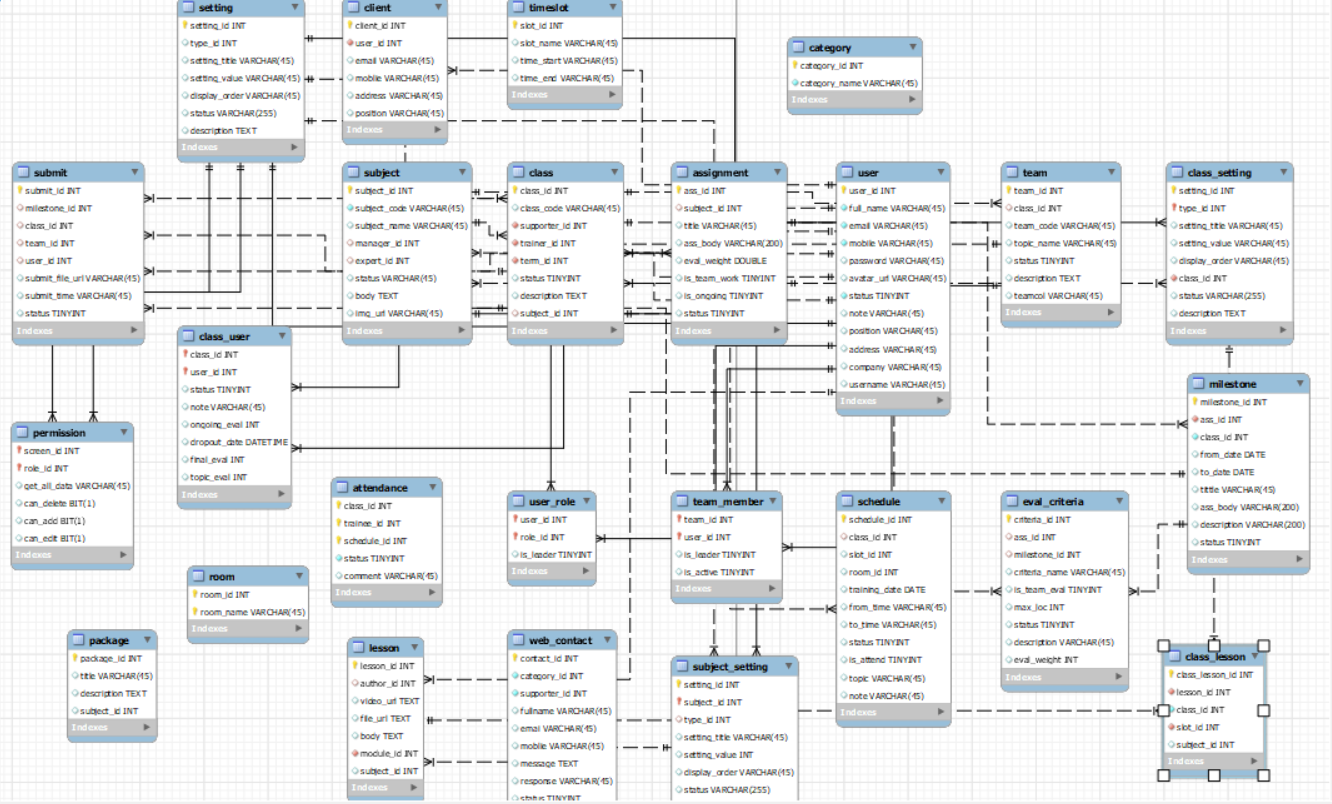 setting
setting_id INT
type_id INT
setting_title VARCHAR(45)
setting_value VARCHAR(45)
display_order VARCHAR(45)
status VARCHAR(255)
description TEXT
Indexes
client
client_id INT
user_id INT
email VARCHAR(45)
mobile VARCHAR(45)
address VARCHAR(45)
position VARCHAR(45)
Indexes
timeslot
slot_id INT
slot_name VARCHAR(45)
time_start VARCHAR(45)
time_end VARCHAR(45)
Indexes
category
category_id INT
category_name VARCHAR(45)
Indexes
submit
submit_id INT
milestone_id INT
class_id INT
team_id INT
user_id INT
submit_file_url VARCHAR(45)
submit_time VARCHAR(45)
status TINYINT
Indexes
subject
subject_id INT
subject_code VARCHAR(45)
subject_name VARCHAR(45)
manager_id INT
expert_id INT
status VARCHAR(45)
body TEXT
img_url VARCHAR(45)
Indexes
class
class_id INT
class_code VARCHAR(45)
supporter_id INT
trainer_id INT
term_id INT
status TINYINT
description TEXT
subject_id INT
Indexes
assignment
ass_id INT
subject_id INT
title VARCHAR(45)
ass_body VARCHAR(200)
eval_weight DOUBLE
is_team_work TINYINT
is_ongoing TINYINT
status TINYINT
Indexes
user
user_id INT
full_name VARCHAR(45)
email VARCHAR(45)
mobile VARCHAR(45)
password VARCHAR(45)
avatar_url VARCHAR(45)
status TINYINT
note VARCHAR(45)
position VARCHAR(45)
address VARCHAR(45)
company VARCHAR(45)
username VARCHAR(45)
Indexes
team
team_id INT
class_id INT
team_code VARCHAR(45)
topic_name VARCHAR(45)
status TINYINT
description TEXT
teamcol VARCHAR(45)
Indexes
class_setting
setting_id INT
type_id INT
setting_title VARCHAR(45)
setting_value VARCHAR(45)
display_order VARCHAR(45)
class_id INT
status VARCHAR(255)
description TEXT
Indexes
class_user
class_id INT
user_id INT
status TINYINT
note VARCHAR(45)
ongoing_eval INT
dropout_date DATETIME
final_eval INT
topic_eval INT
Indexes
milestone
milestone_id INT
ass_id INT
class_id INT
from_date DATE
to_date DATE
tittle VARCHAR(45)
ass_body VARCHAR(200)
description VARCHAR(200)
status TINYINT
Indexes
permission
screen_id INT
role_id INT
get_all_data VARCHAR(45)
can_delete BIT(1)
can_add BIT(1)
can_edit BIT(1)
Indexes
attendance
class_id INT
trainee_id INT
schedule_id INT
status TINYINT
comment VARCHAR(45)
Indexes
user_role
user_id INT
role_id INT
is_leader TINYINT
Indexes
team_member
team_id INT
user_id INT
is_leader TINYINT
is_active TINYINT
Indexes
schedule
schedule_id INT
class_id INT
slot_id INT
room_id INT
training_date DATE
from_time VARCHAR(45)
to_time VARCHAR(45)
status TINYINT
is_attend TINYINT
topic VARCHAR(45)
note VARCHAR(45)
Indexes
eval_criteria
criteria_id INT
ass_id INT
milestone_id INT
criteria_name VARCHAR(45)
is_team_eval TINYINT
max_loc INT
status TINYINT
description VARCHAR(45)
eval_weight INT
Indexes
room
room_id INT
room_name VARCHAR(45)
Indexes
package
package_id INT
title VARCHAR(45)
description TEXT
subject_id INT
Indexes
lesson
lesson_id INT
author_id INT
video_url TEXT
file_url TEXT
body TEXT
module_id INT
subject_id INT
Indexes
web_contact
contact_id INT
category_id INT
supporter_id INT
fullname VARCHAR(45)
email VARCHAR(45)
mobile VARCHAR(45)
message TEXT
response VARCHAR(45)
status TINYINT
subject_setting
setting_id INT
subject_id INT
type_id INT
setting_title VARCHAR(45)
setting_value INT
display_order VARCHAR(45)
status VARCHAR(255)
class_lesson
class_lesson_id INT
lesson_id INT
class_id INT
slot_id INT
subject_id INT
Indexes